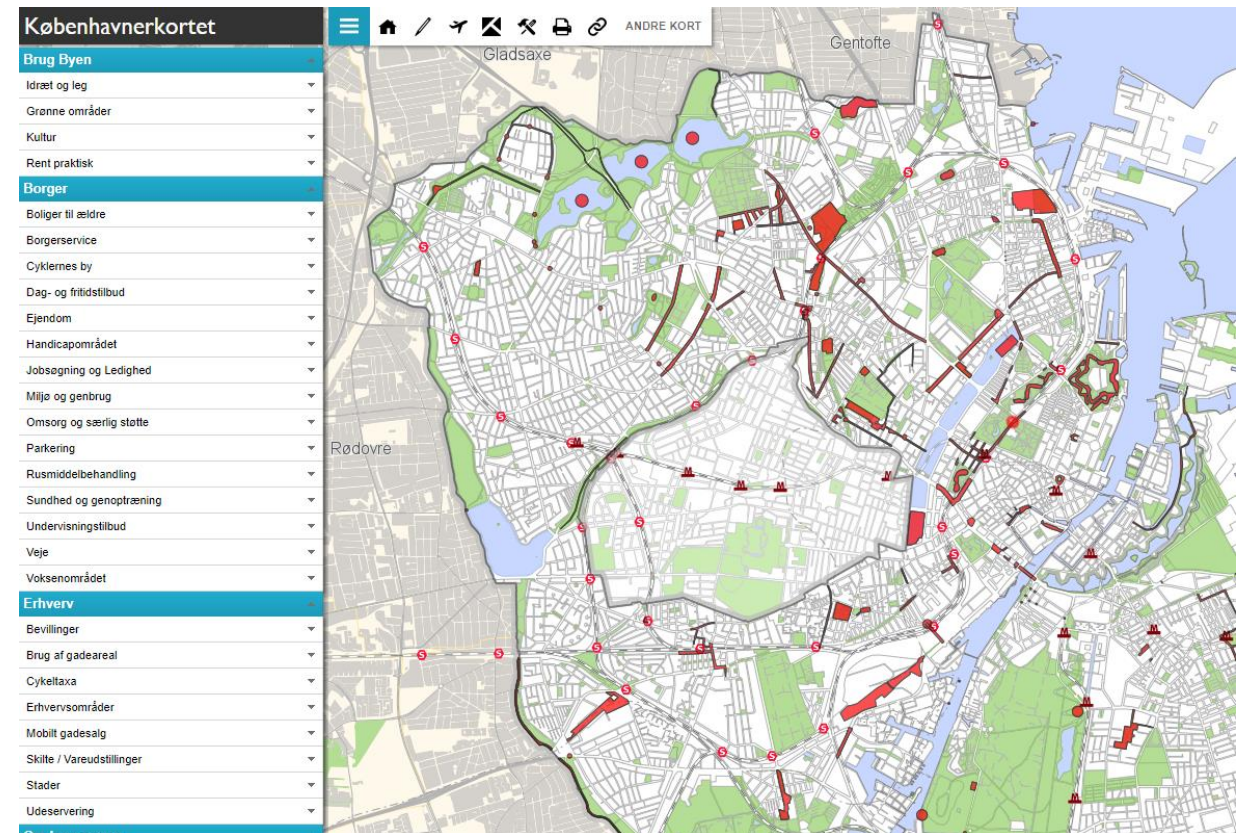 Københavnerkortet
ANDRE KORT
Brug Byen
Idræt og leg
Grønne områder
Kultur
Rent praktisk
Borger
Boliger til ældre
Borgerservice
Cyklernes by
Dag- og fritidstilbud
Ejendom
Handicapområdet
Jobsøgning og Ledighed
Miljø og genbrug
Omsorg og særlig støtte
Parkering
Rusmiddelbehandling
Sundhed og genoptræning
Undervisningstilbud
Veje
Voksenområdet
Erhverv
Bevillinger
Brug af gadeareal
Cykeltaxa
Erhvervsområder
Mobilt gadesalg
Skilte / Vareudstillinger
Stader
Udeservering
Gladsaxe
Gentofte
Rødovre